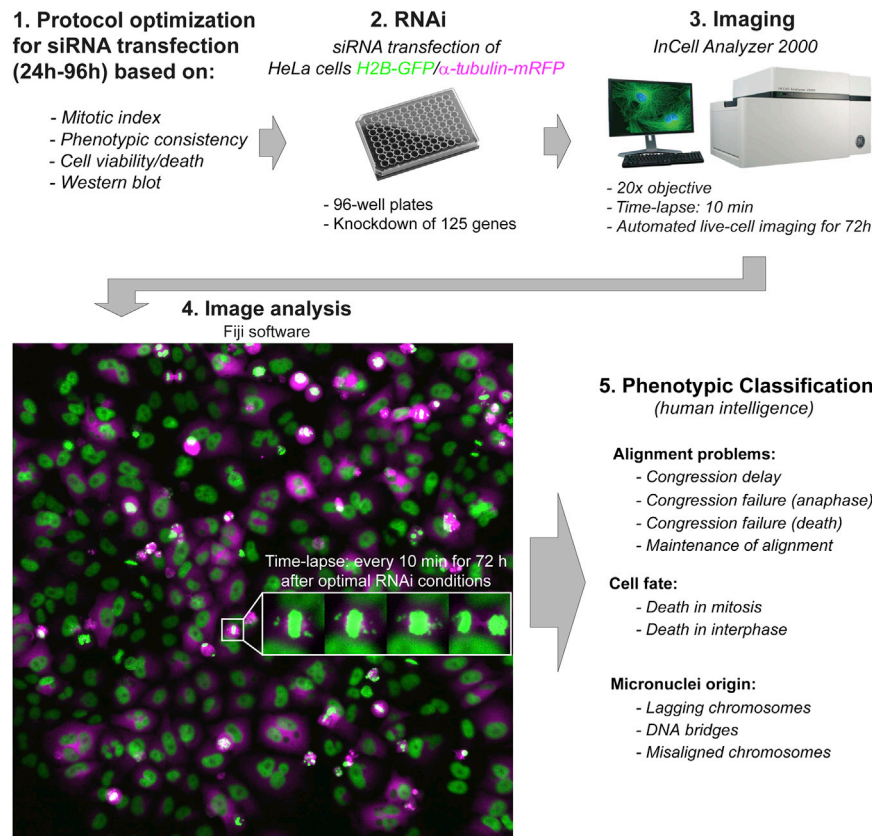 1. Protocol optimization
for siRNA transfection
(24h-96h) based on:
- Mitotic index
- Phenotypic consistency
- Cell viability/death
- Western blot
2. RNAi
siRNA transfection of
HeLa cells H2B-GFP/α-tubulin-mRFP
- 96-well plates
- Knockdown of 125 genes
3. Imaging
InCell Analyzer 2000
- 20x objective
- Time-lapse: 10 min
- Automated live-cell imaging for 72h
4. Image analysis
Fiji software
Time-lapse: every 10 min for 72 h
after optimal RNAi conditions
5. Phenotypic Classification
(human intelligence)
Alignment problems:
- Congression delay
- Congression failure (anaphase)
- Congression failure (death)
- Maintenance of alignment
Cell fate:
- Death in mitosis
- Death in interphase
Micronuclei origin:
- Lagging chromosomes
- DNA bridges
- Misaligned chromosomes